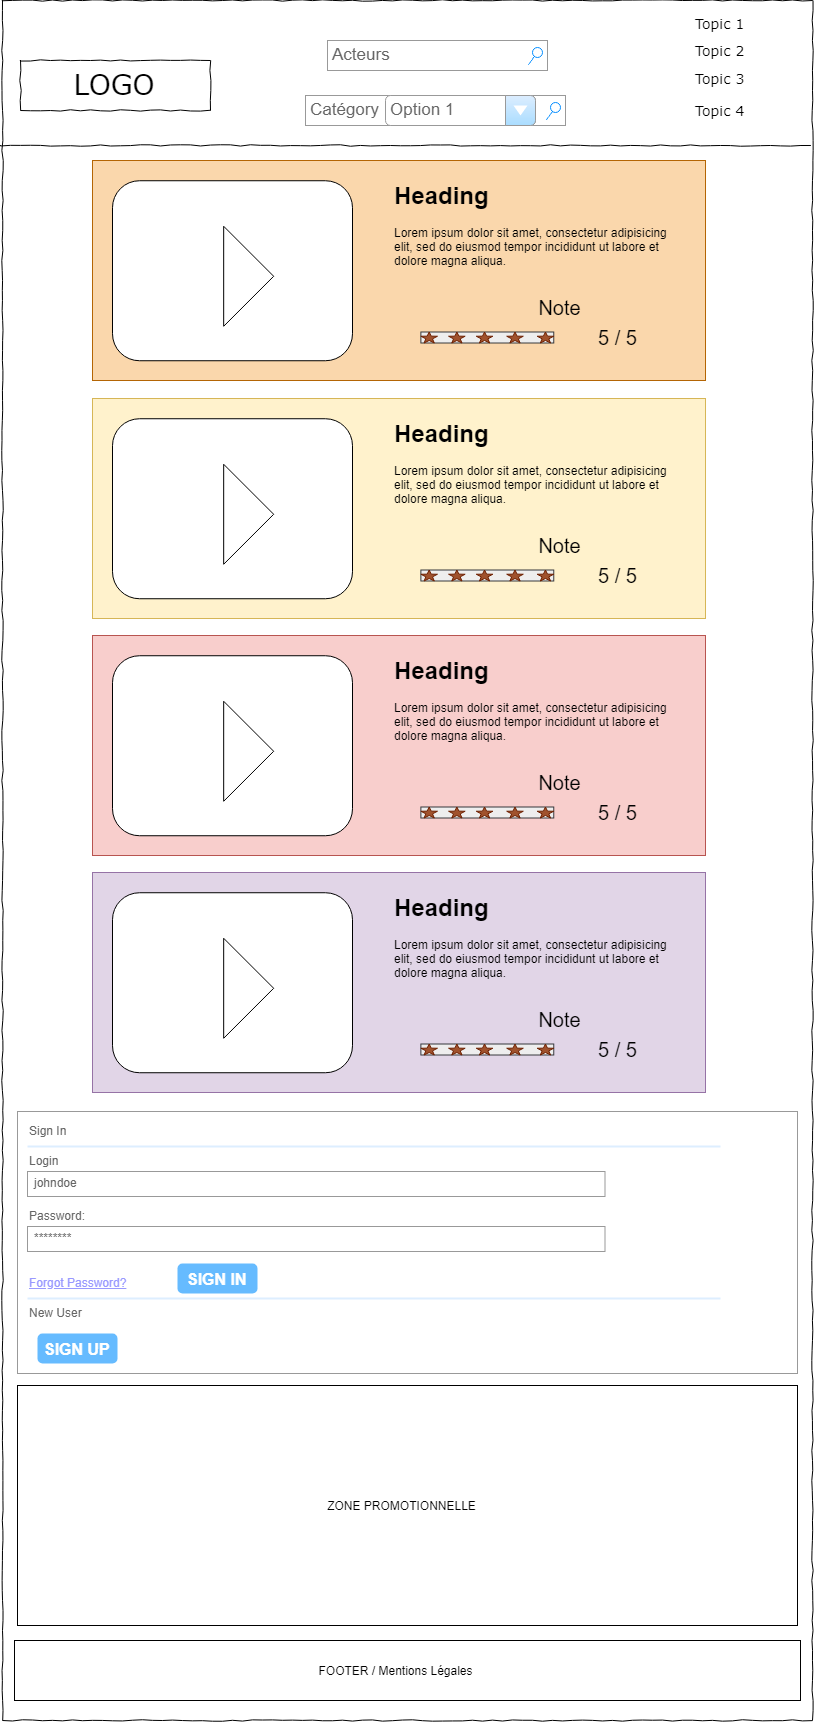 LOGO
Acteurs
Catégory Option 1
Topic 1
Topic 2
Topic 3
Topic 4
Heading
Lorem ipsum dolor sit amet, consectetur adipisicing
elit, sed do eiusmod tempor incididunt ut labore et
dolore magna aliqua.
Note
5 / 5
Heading
Lorem ipsum dolor sit amet, consectetur adipisicing
elit, sed do eiusmod tempor incididunt ut labore et
dolore magna aliqua.
Note
5 / 5
Heading
Lorem ipsum dolor sit amet, consectetur adipisicing
elit, sed do eiusmod tempor incididunt ut labore et
dolore magna aliqua.
Note
5 / 5
Heading
Lorem ipsum dolor sit amet, consectetur adipisicing
elit, sed do eiusmod tempor incididunt ut labore et
dolore magna aliqua.
Note
5 / 5
Sign In
Login
johndoe
Password:
********
Forgot Password? SIGN IN
New User
SIGN UP
ZONE PROMOTIONNELLE
FOOTER / Mentions Légales